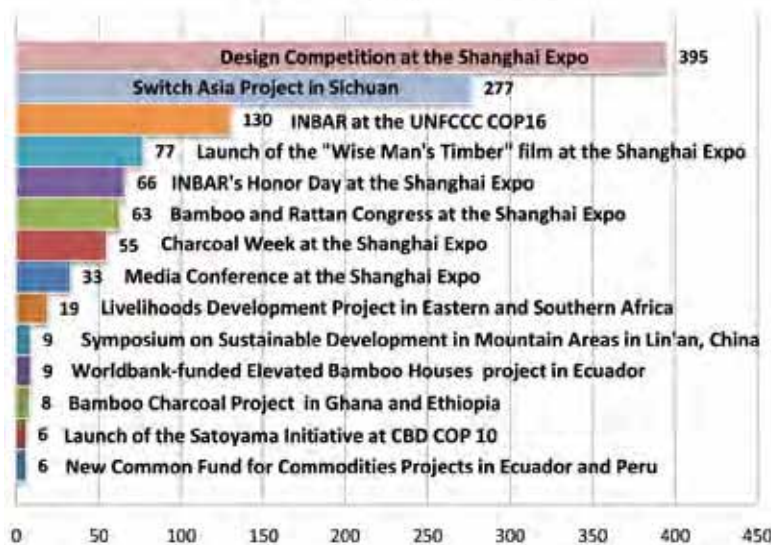 Design Competition at the Shanghai Expo 395
Switch Asia Project in Sichuan 277
130 INBAR at the UNFCCC COP16
77 Launch of the "Wise Man's Timber" film at the Shanghai Expo
66 INBAR's Honor Day at the Shanghai Expo
63 Bamboo and Rattan Congress at the Shanghai Expo
55 Charcoal Week at the Shanghai Expo
33 Media Conference at the Shanghai Expo
19 Livelihoods Development Project in Eastern and Southern Africa
9 Symposium on Sustainable Development in Mountain Areas in Lin'an, China
9 Worldbank-funded Elevated Bamboo Houses project in Ecuador
8 Bamboo Charcoal Project in Ghana and Ethiopia
6 Launch of the Satoyama Initiative at CBD COP 10
6 New Common Fund for Commodities Projects in Ecuador and Peru
0 50 100 150 200 250 300 350 400 450